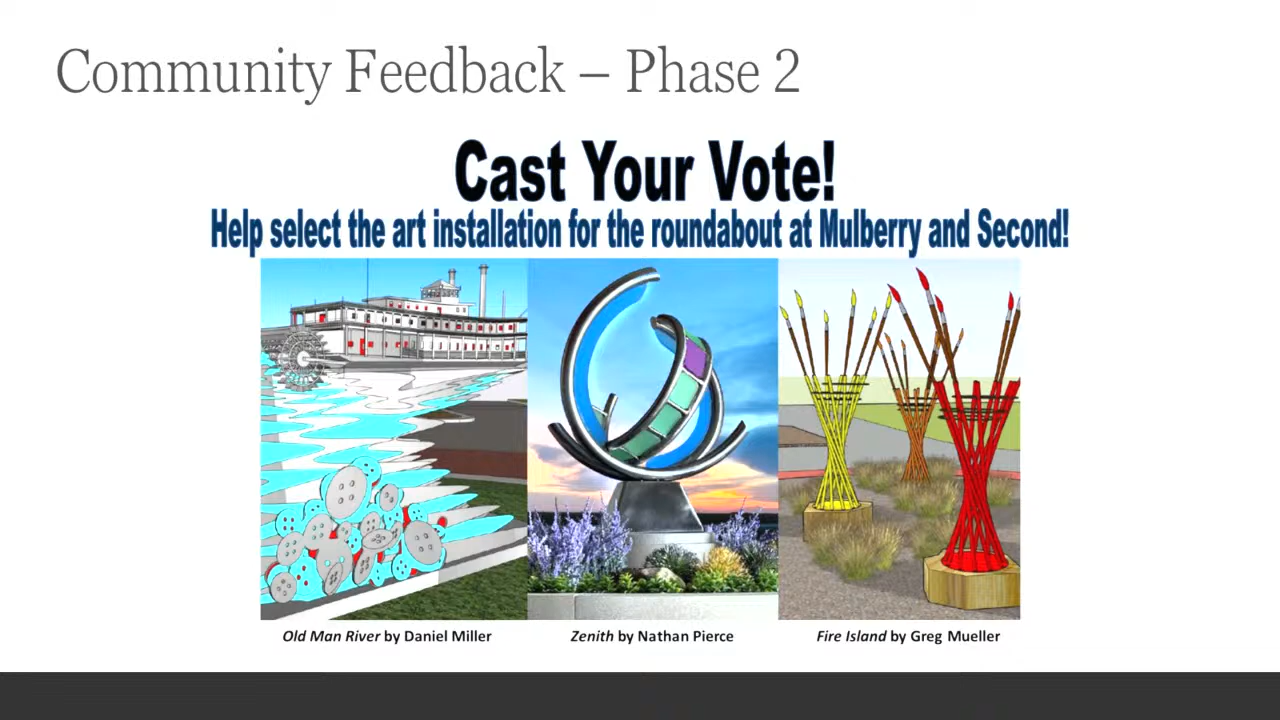 Community Feedback – Phase 2
Cast Your Vote!
Help select the art installation for the roundabout at Mulberry and Second!
Old Man River by Daniel Miller
Zenith by Nathan Pierce
Fire Island by Greg Mueller